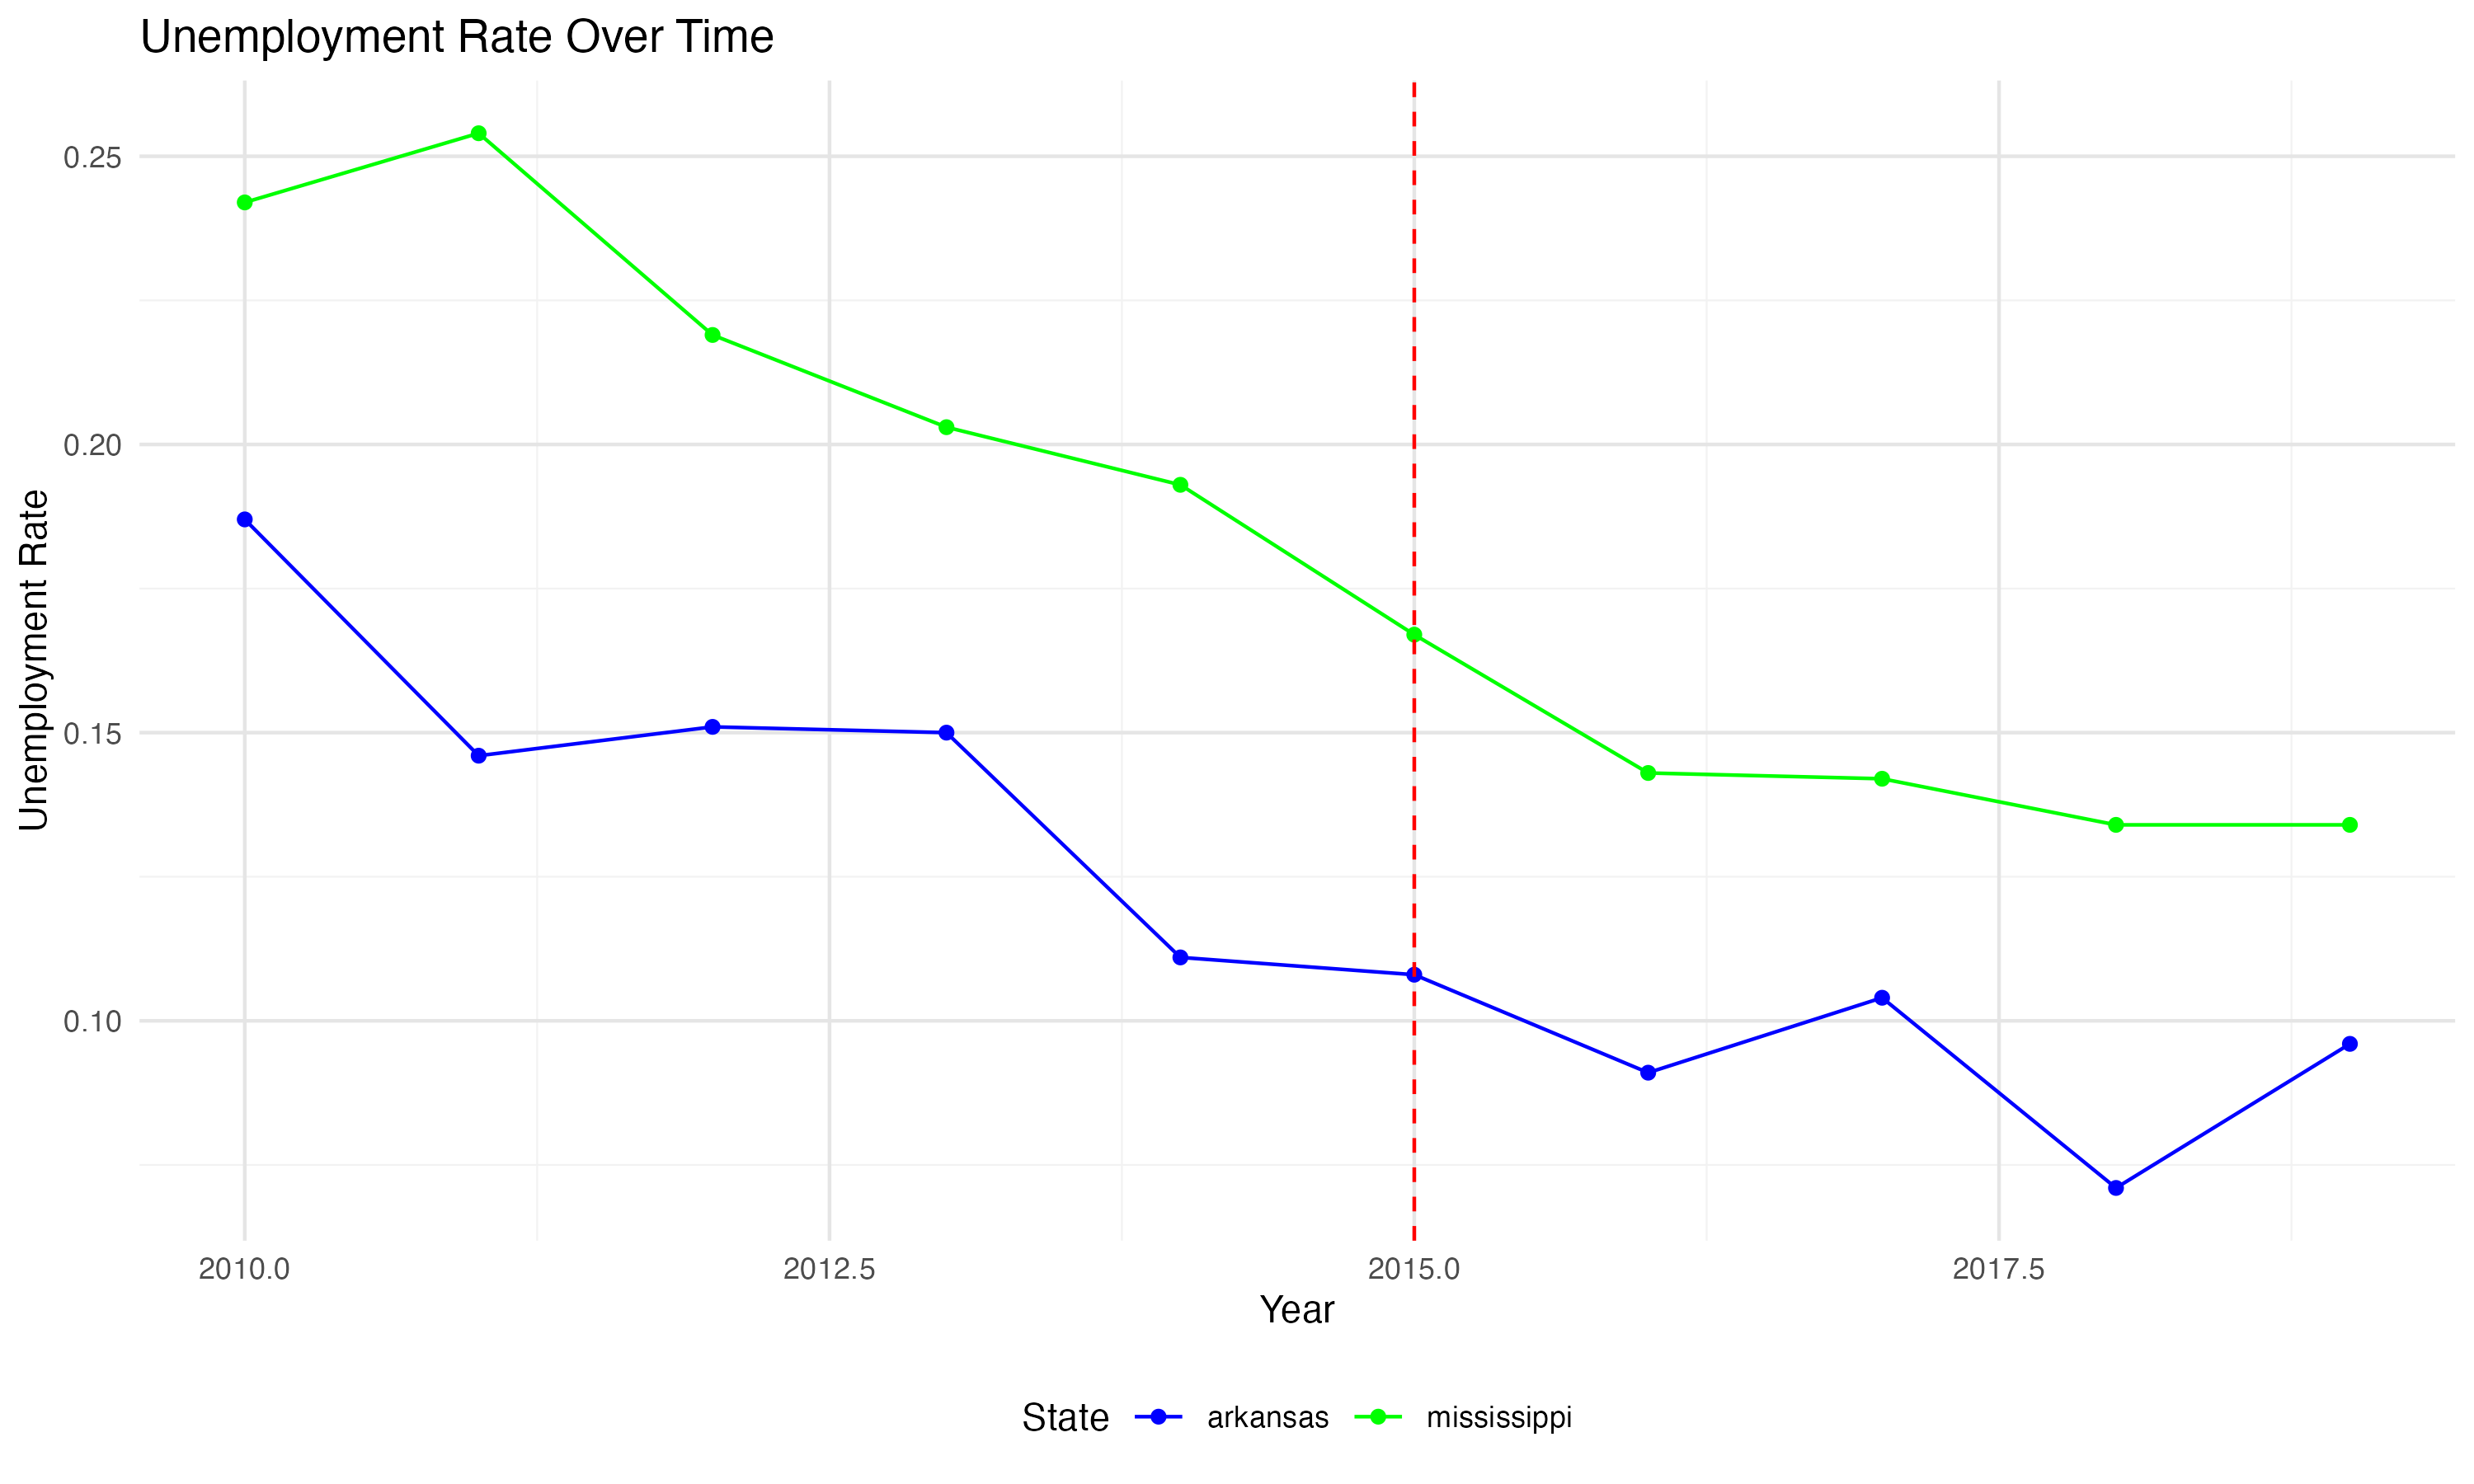 Unemployment Rate Over Time
Unemployment Rate
0.25
0.20
0.15
0.10
2010.0 2012.5 2015.0 2017.5
Year
State arkansas mississippi